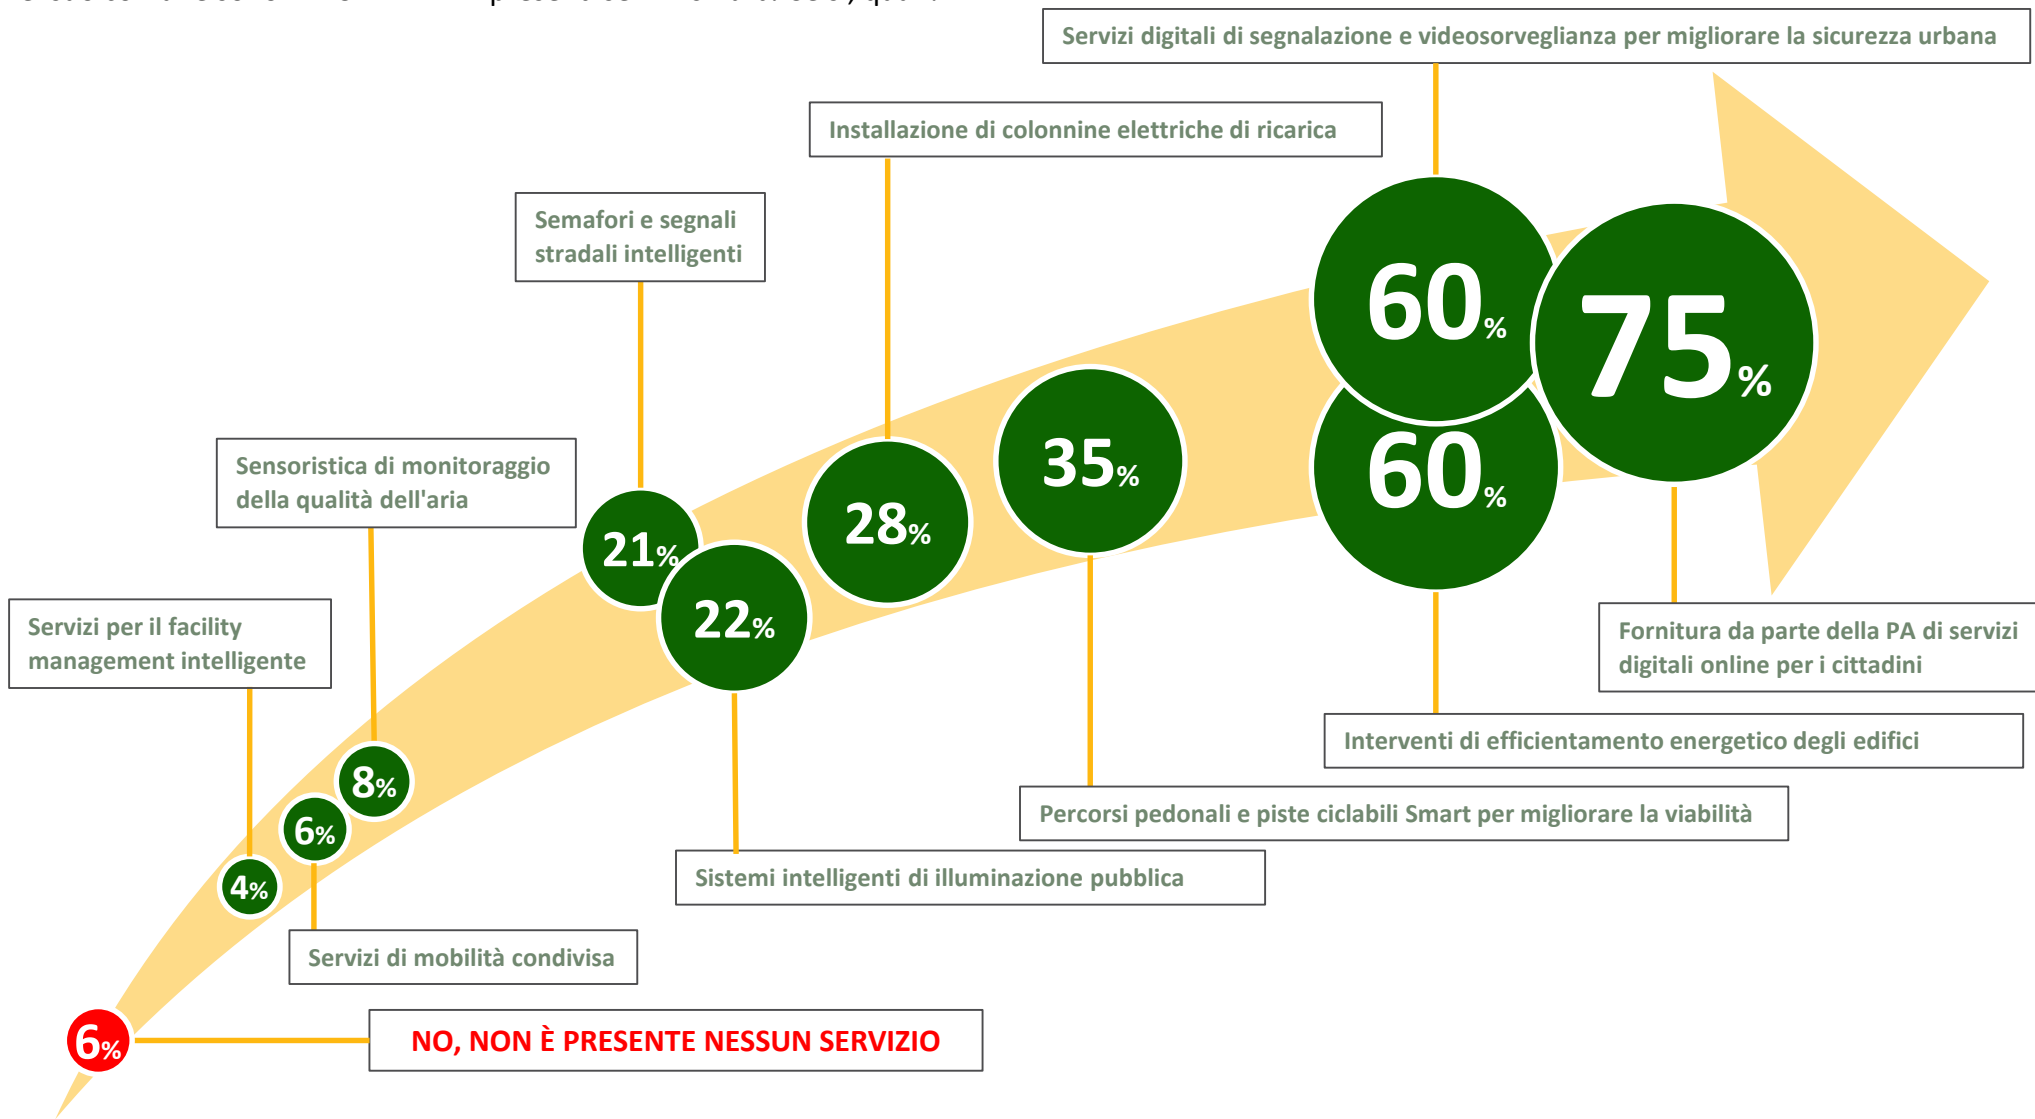 Servizi digitali di segnalazione e videosorveglianza per migliorare la sicurezza urbana
Installazione di colonnine elettriche di ricarica
Semafori e segnali
stradali intelligenti
60%
75%
60%
35%
28%
Sensoristica di monitoraggio
della qualità dell'aria
21%
22%
Servizi per il facility
management intelligente
Fornitura da parte della PA di servizi
digitali online per i cittadini
Interventi di efficientamento energetico degli edifici
8%
6%
4%
Percorsi pedonali e piste ciclabili Smart per migliorare la viabilità
Sistemi intelligenti di illuminazione pubblica
Servizi di mobilità condivisa
6%
NO, NON È PRESENTE NESSUN SERVIZIO